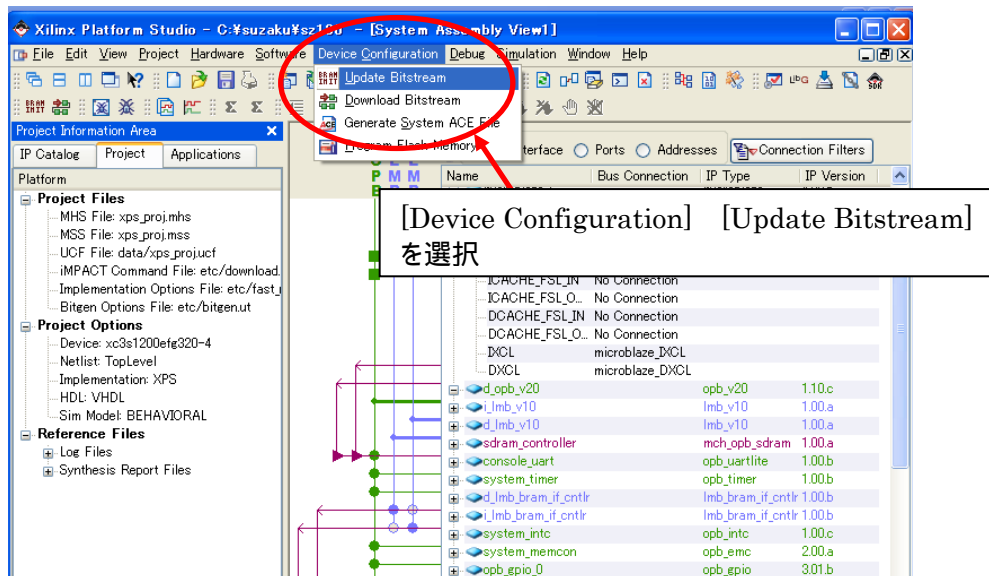 Xilinx Platform Studio - C:¥suzaku¥sz130 - [System Assembly View1]
File Edit View Project Hardware Software Device Configuration Debug Simulation Window Help
Update Bitstream
Download Bitstream
Generate System ACE File
Program Flash Memory
Project Information Area
IP Catalog Project Applications
Interface Ports Addresses Connection Filters
Platform
Name Bus Connection IP Type IP Version
Project Files
MHS File: xps_proj.mhs
MSS File: xps_proj.mss
UCF File: data/xps_proj.ucf
iMPACT Command File: etc/download.
Implementation Options File: etc/fast_r
Bitgen Options File: etc/bitgen.ut
Project Options
Device: xc3s1200efg320-4
Netlist: TopLevel
Implementation: XPS
HDL: VHDL
Sim Model: BEHAVIORAL
Reference Files
Log Files
Synthesis Report Files
[Device Configuration] [Update Bitstream]
を選択
ICACHE_FSL_IN No Connection
ICACHE_FSL_O... No Connection
DCACHE_FSL_IN No Connection
DCACHE_FSL_O... No Connection
IXCL microblaze_IXCL
DXCL microblaze_DXCL
d_opb_v20 opb_v20 1.10.c
i_lmb_v10 lmb_v10 1.00.a
d_lmb_v10 lmb_v10 1.00.a
sdram_controller mch_opb_sdram 1.00.a
console_uart opb_uartlite 1.00.b
system_timer opb_timer 1.00.b
d_lmb_bram_if_cntlr lmb_bram_if_cntlr 1.00.b
i_lmb_bram_if_cntlr lmb_bram_if_cntlr 1.00.b
system_intc opb_intc 1.00.c
system_memcon opb_emc 2.00.a
opb_gpio_0 opb_gpio 3.01.b